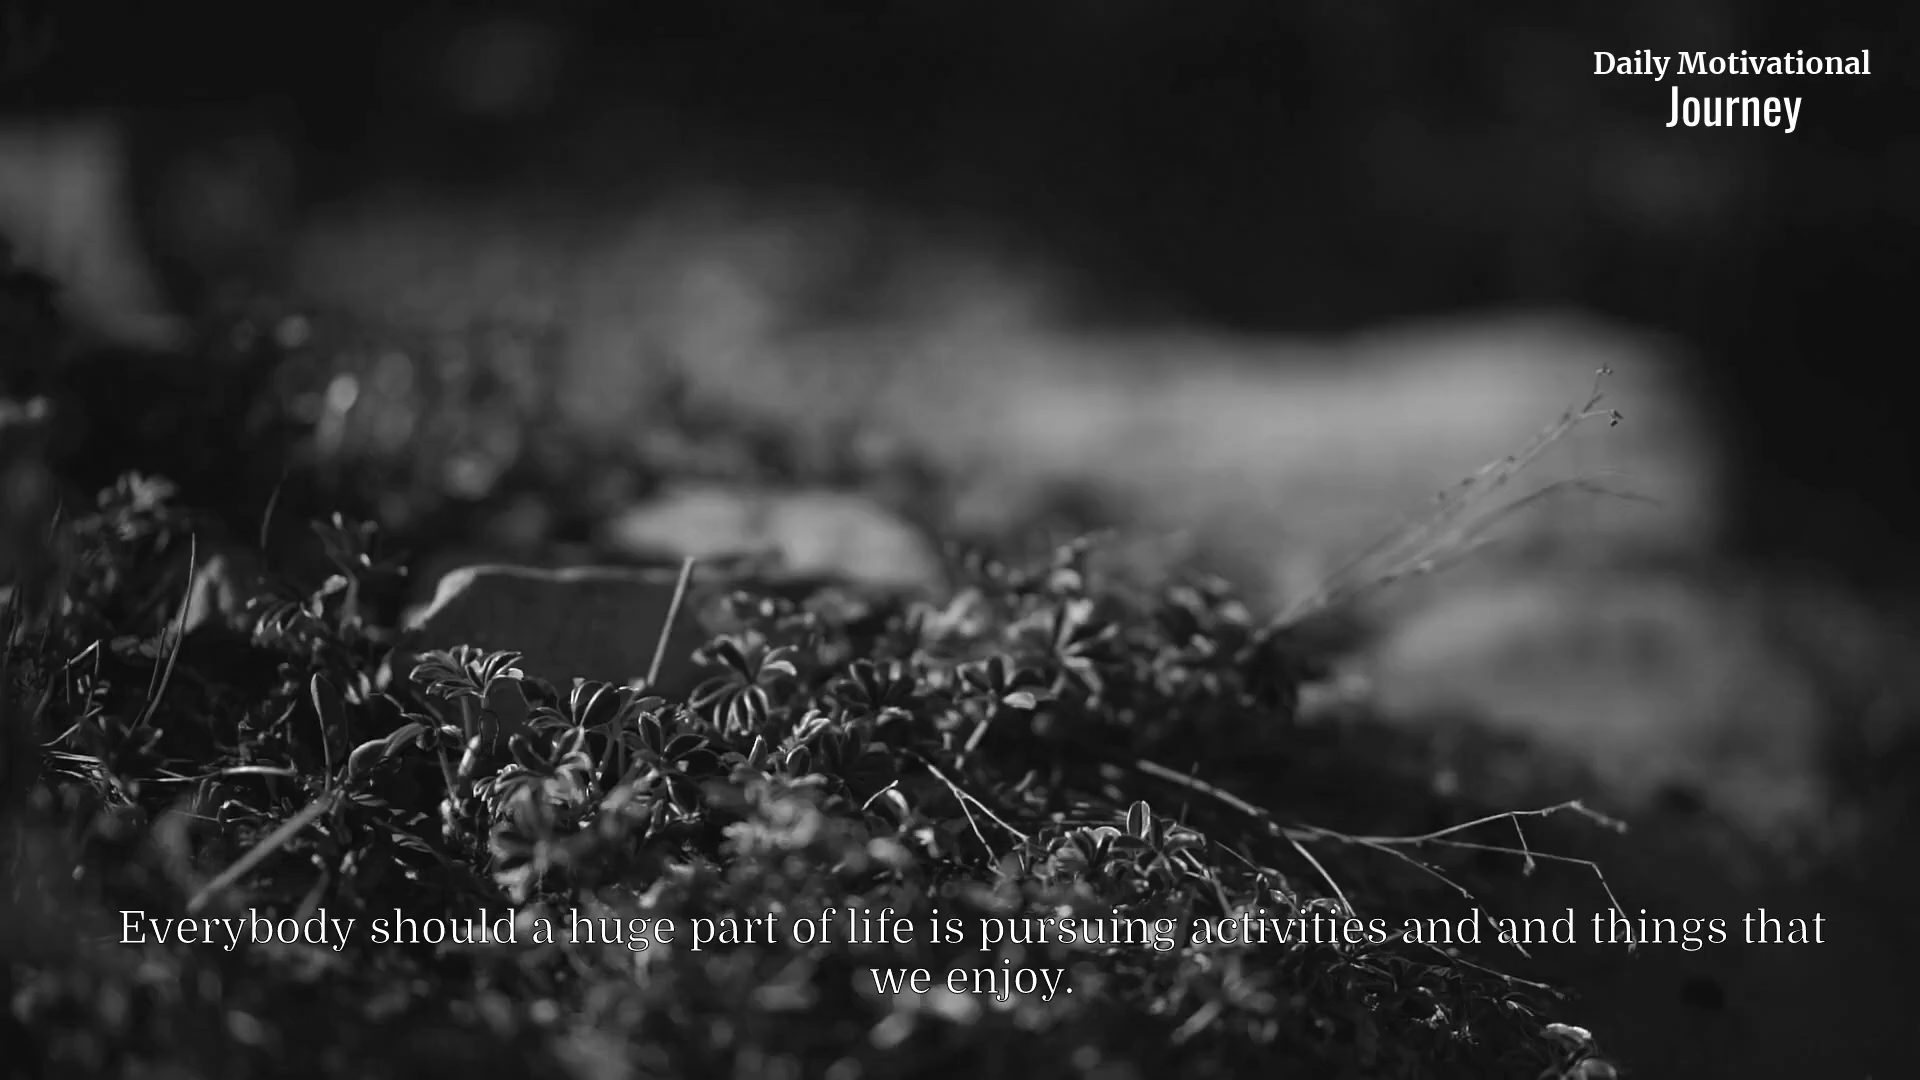 Daily Motivational
Journey
Everybody should a huge part of life is pursuing activities and and things that
we enjoy.